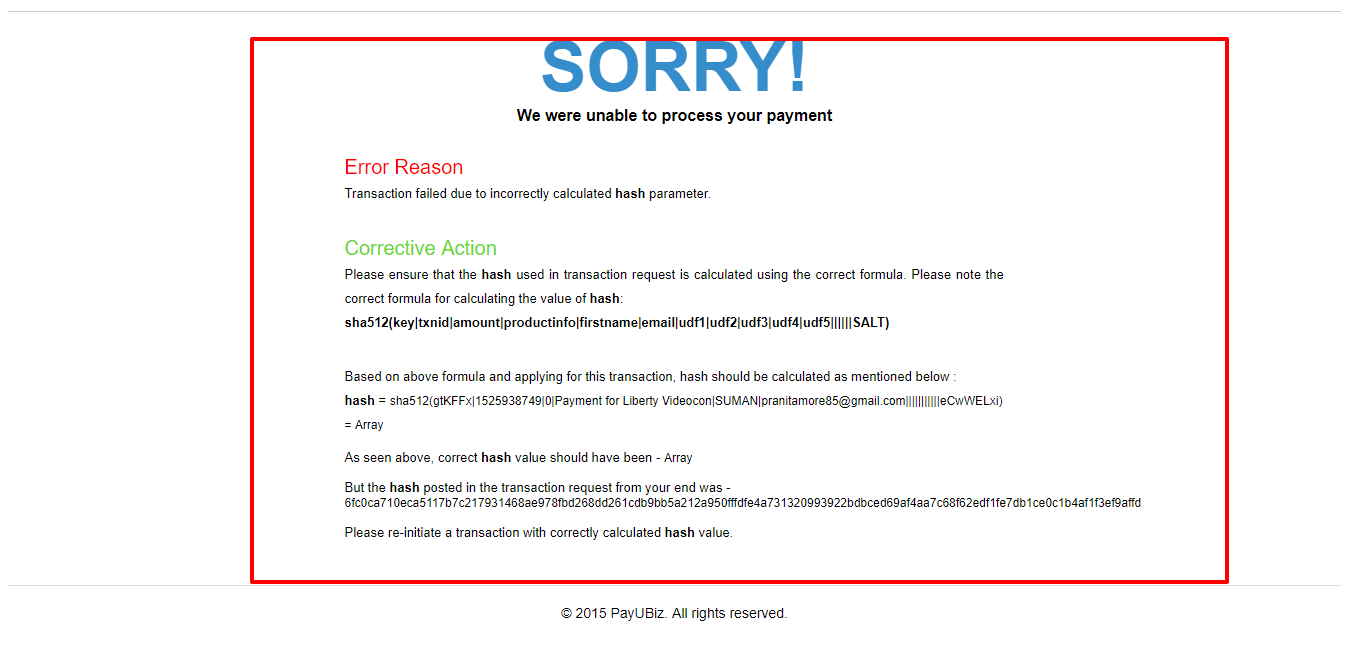 SORRY!
We were unable to process your payment
Error Reason
Transaction failed due to incorrectly calculated hash parameter.
Corrective Action
Please ensure that the hash used in transaction request is calculated using the correct formula. Please note the
correct formula for calculating the value of hash:
sha512(key|txnid|amount|productinfo|firstname|email|udf1|udf2|udf3|udf4|udf5||||||SALT)
Based on above formula and applying for this transaction, hash should be calculated as mentioned below :
hash = sha512(gtKFFx|1525938749|0|Payment for Liberty Videocon|SUMAN|pranitamore85@gmail.com|||||||||||eCwWELxi)
= Array
As seen above, correct hash value should have been - Array
But the hash posted in the transaction request from your end was -
6fc0ca710eca5117b7c217931468ae978fbd268dd261cdb9bb5a212a950fffdfe4a731320993922bdbced69af4aa7c68f62edf1fe7db1ce0c1b4af1f3ef9affd
Please re-initiate a transaction with correctly calculated hash value.
© 2015 PayUBiz. All rights reserved.